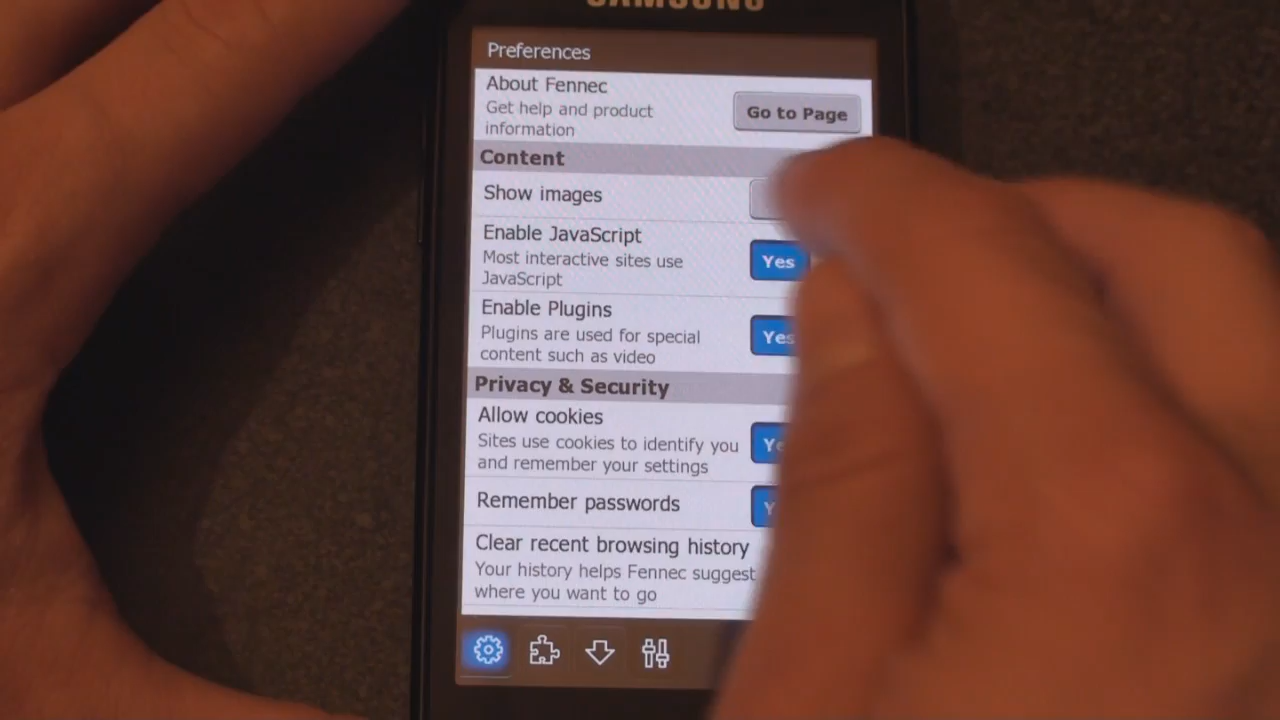 SAMSUNG
Preferences
About Fennec
Get help and product
information
Go to Page
Content
Show images
Enable JavaScript
Most interactive sites use
JavaScript
Yes
Enable Plugins
Plugins are used for special
content such as video
Yes
Privacy & Security
Allow cookies
Sites use cookies to identify you
and remember your settings
Remember passwords
Clear recent browsing history
Your history helps Fennec suggest
where you want to go